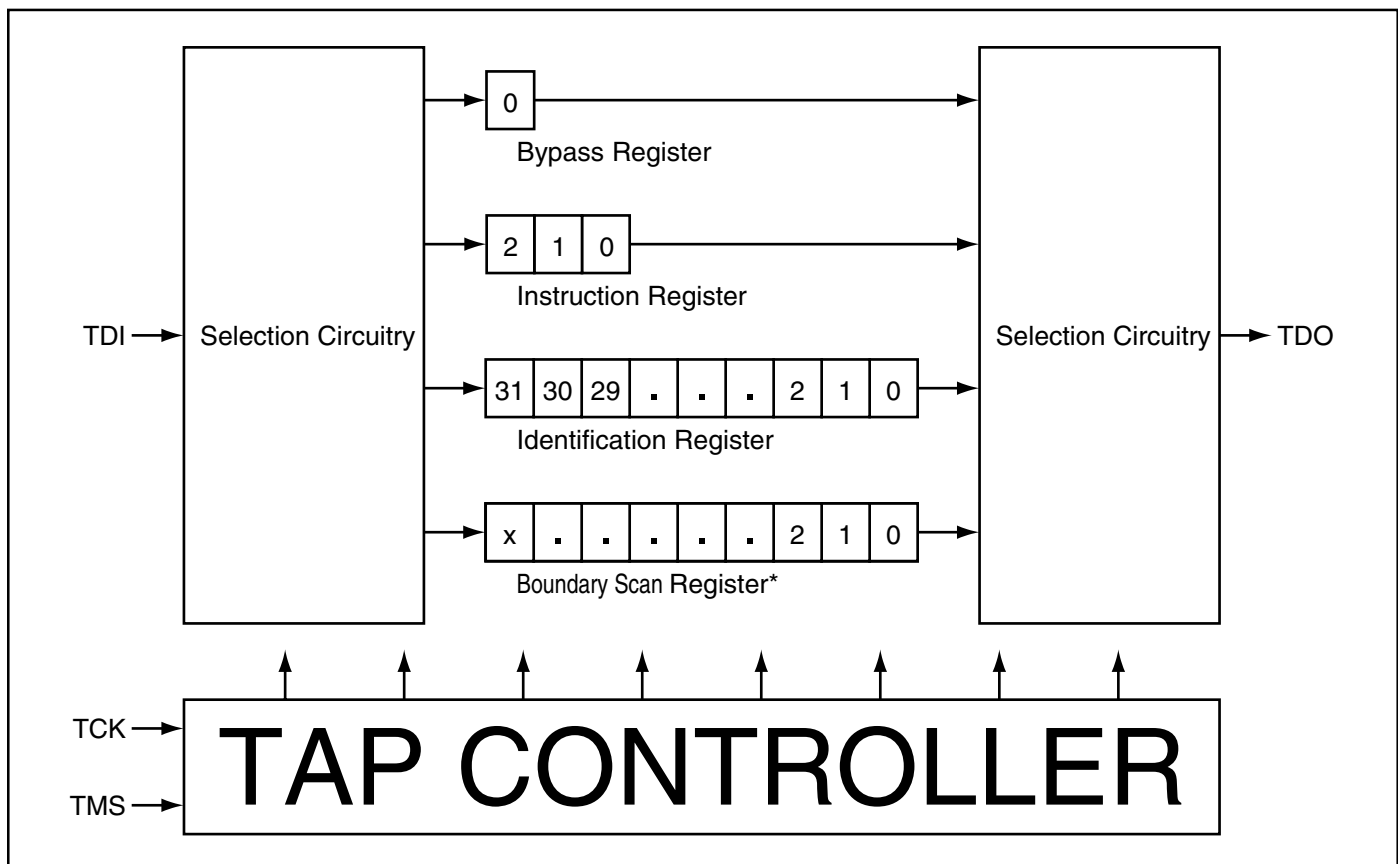 0
Bypass Register
2 1 0
Instruction Register
TDI
Selection Circuitry
Selection Circuitry
TDO
31 30 29 . . . 2 1 0
Identification Register
x . . . . . 2 1 0
Boundary Scan Register*
TCK
TAP CONTROLLER
TMS